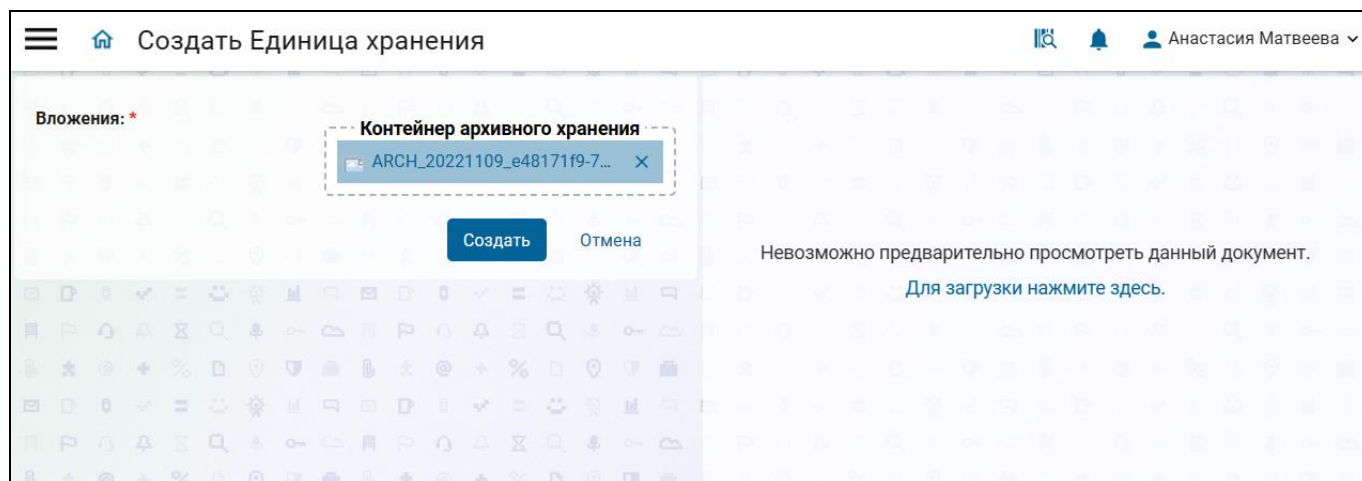 Создать Единица хранения
Анастасия Матвеева
Вложения: *
Контейнер архивного хранения
ARCH_20221109_e48171f9-7...
Создать Отмена
Невозможно предварительно просмотреть данный документ.
Для загрузки нажмите здесь.